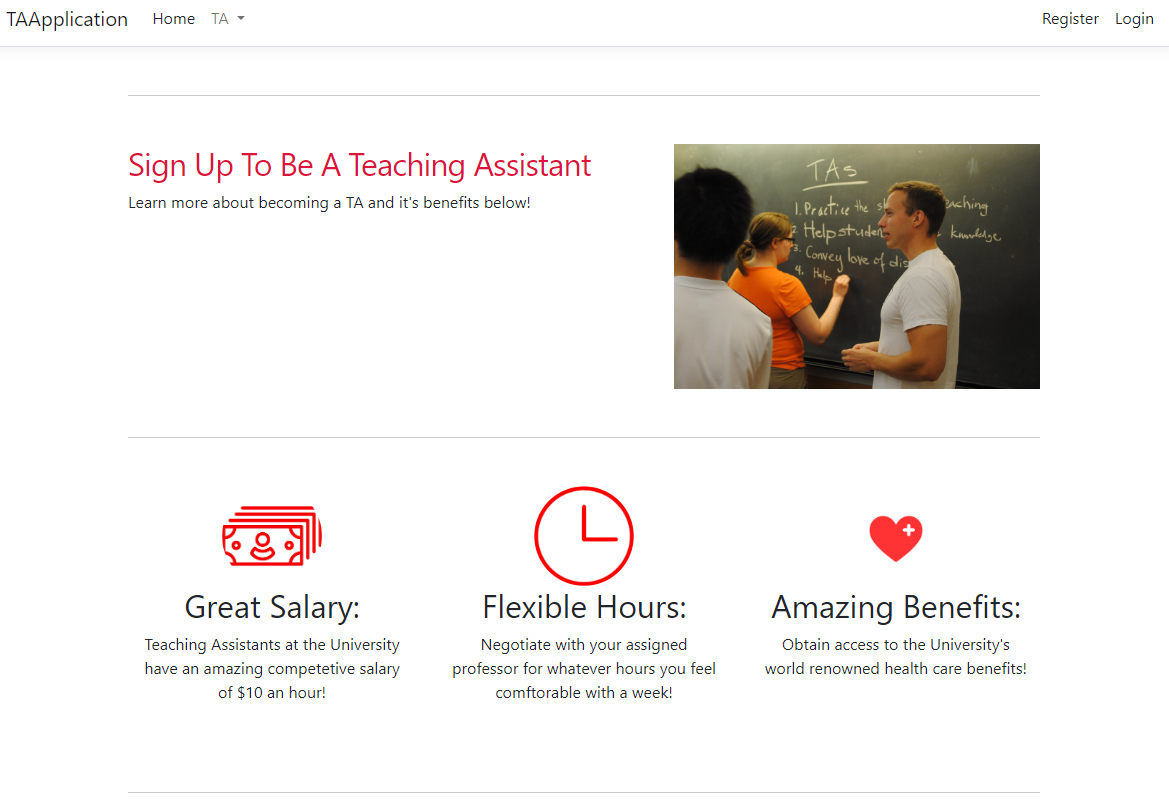 TAApplication Home TA Register Login
Sign Up To Be A Teaching Assistant
Learn more about becoming a TA and it's benefits below!
TAs
1. Practice the eaching
2 Help studen knowledge
3. Convey love of dis
4. Help
Great Salary:
Teaching Assistants at the University
have an amazing competetive salary
of $10 an hour!
Flexible Hours:
Negotiate with your assigned
professor for whatever hours you feel
comftorable with a week!
Amazing Benefits:
Obtain access to the University's
world renowned health care benefits!